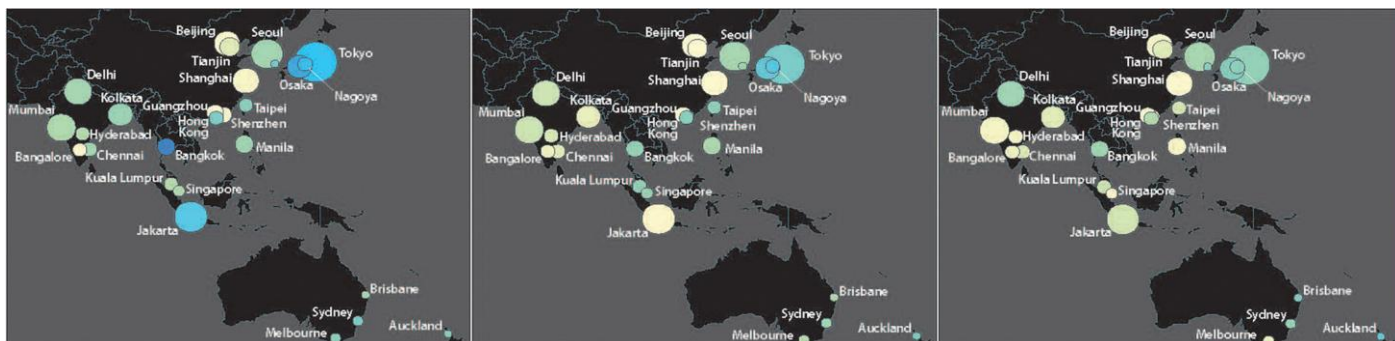 Beijing
Seoul
Tokyo
Tianjin
Shanghai
Osaka
Nagoya
Delhi
Kolkata
Guangzhou
Taipei
Mumbai
Hong
Kong
Shenzhen
Hyderabad
Bangalore
Chennai
Bangkok
Manila
Kuala Lumpur
Singapore
Jakarta
Brisbane
Sydney
Auckland
Melbourne
Beijing
Seoul
Tokyo
Tianjin
Shanghai
Osaka
Nagoya
Delhi
Kolkata
Guangzhou
Taipei
Mumbai
Hong
Kong
Shenzhen
Hyderabad
Bangalore
Chennai
Bangkok
Manila
Kuala Lumpur
Singapore
Jakarta
Brisbane
Sydney
Auckland
Melbourne
Beijing
Seoul
Tokyo
Tianjin
Shanghai
Osaka
Nagoya
Delhi
Kolkata
Guangzhou
Taipei
Mumbai
Hong
Kong
Shenzhen
Hyderabad
Bangalore
Chennai
Bangkok
Manila
Kuala Lumpur
Singapore
Jakarta
Brisbane
Sydney
Auckland
Melbourne